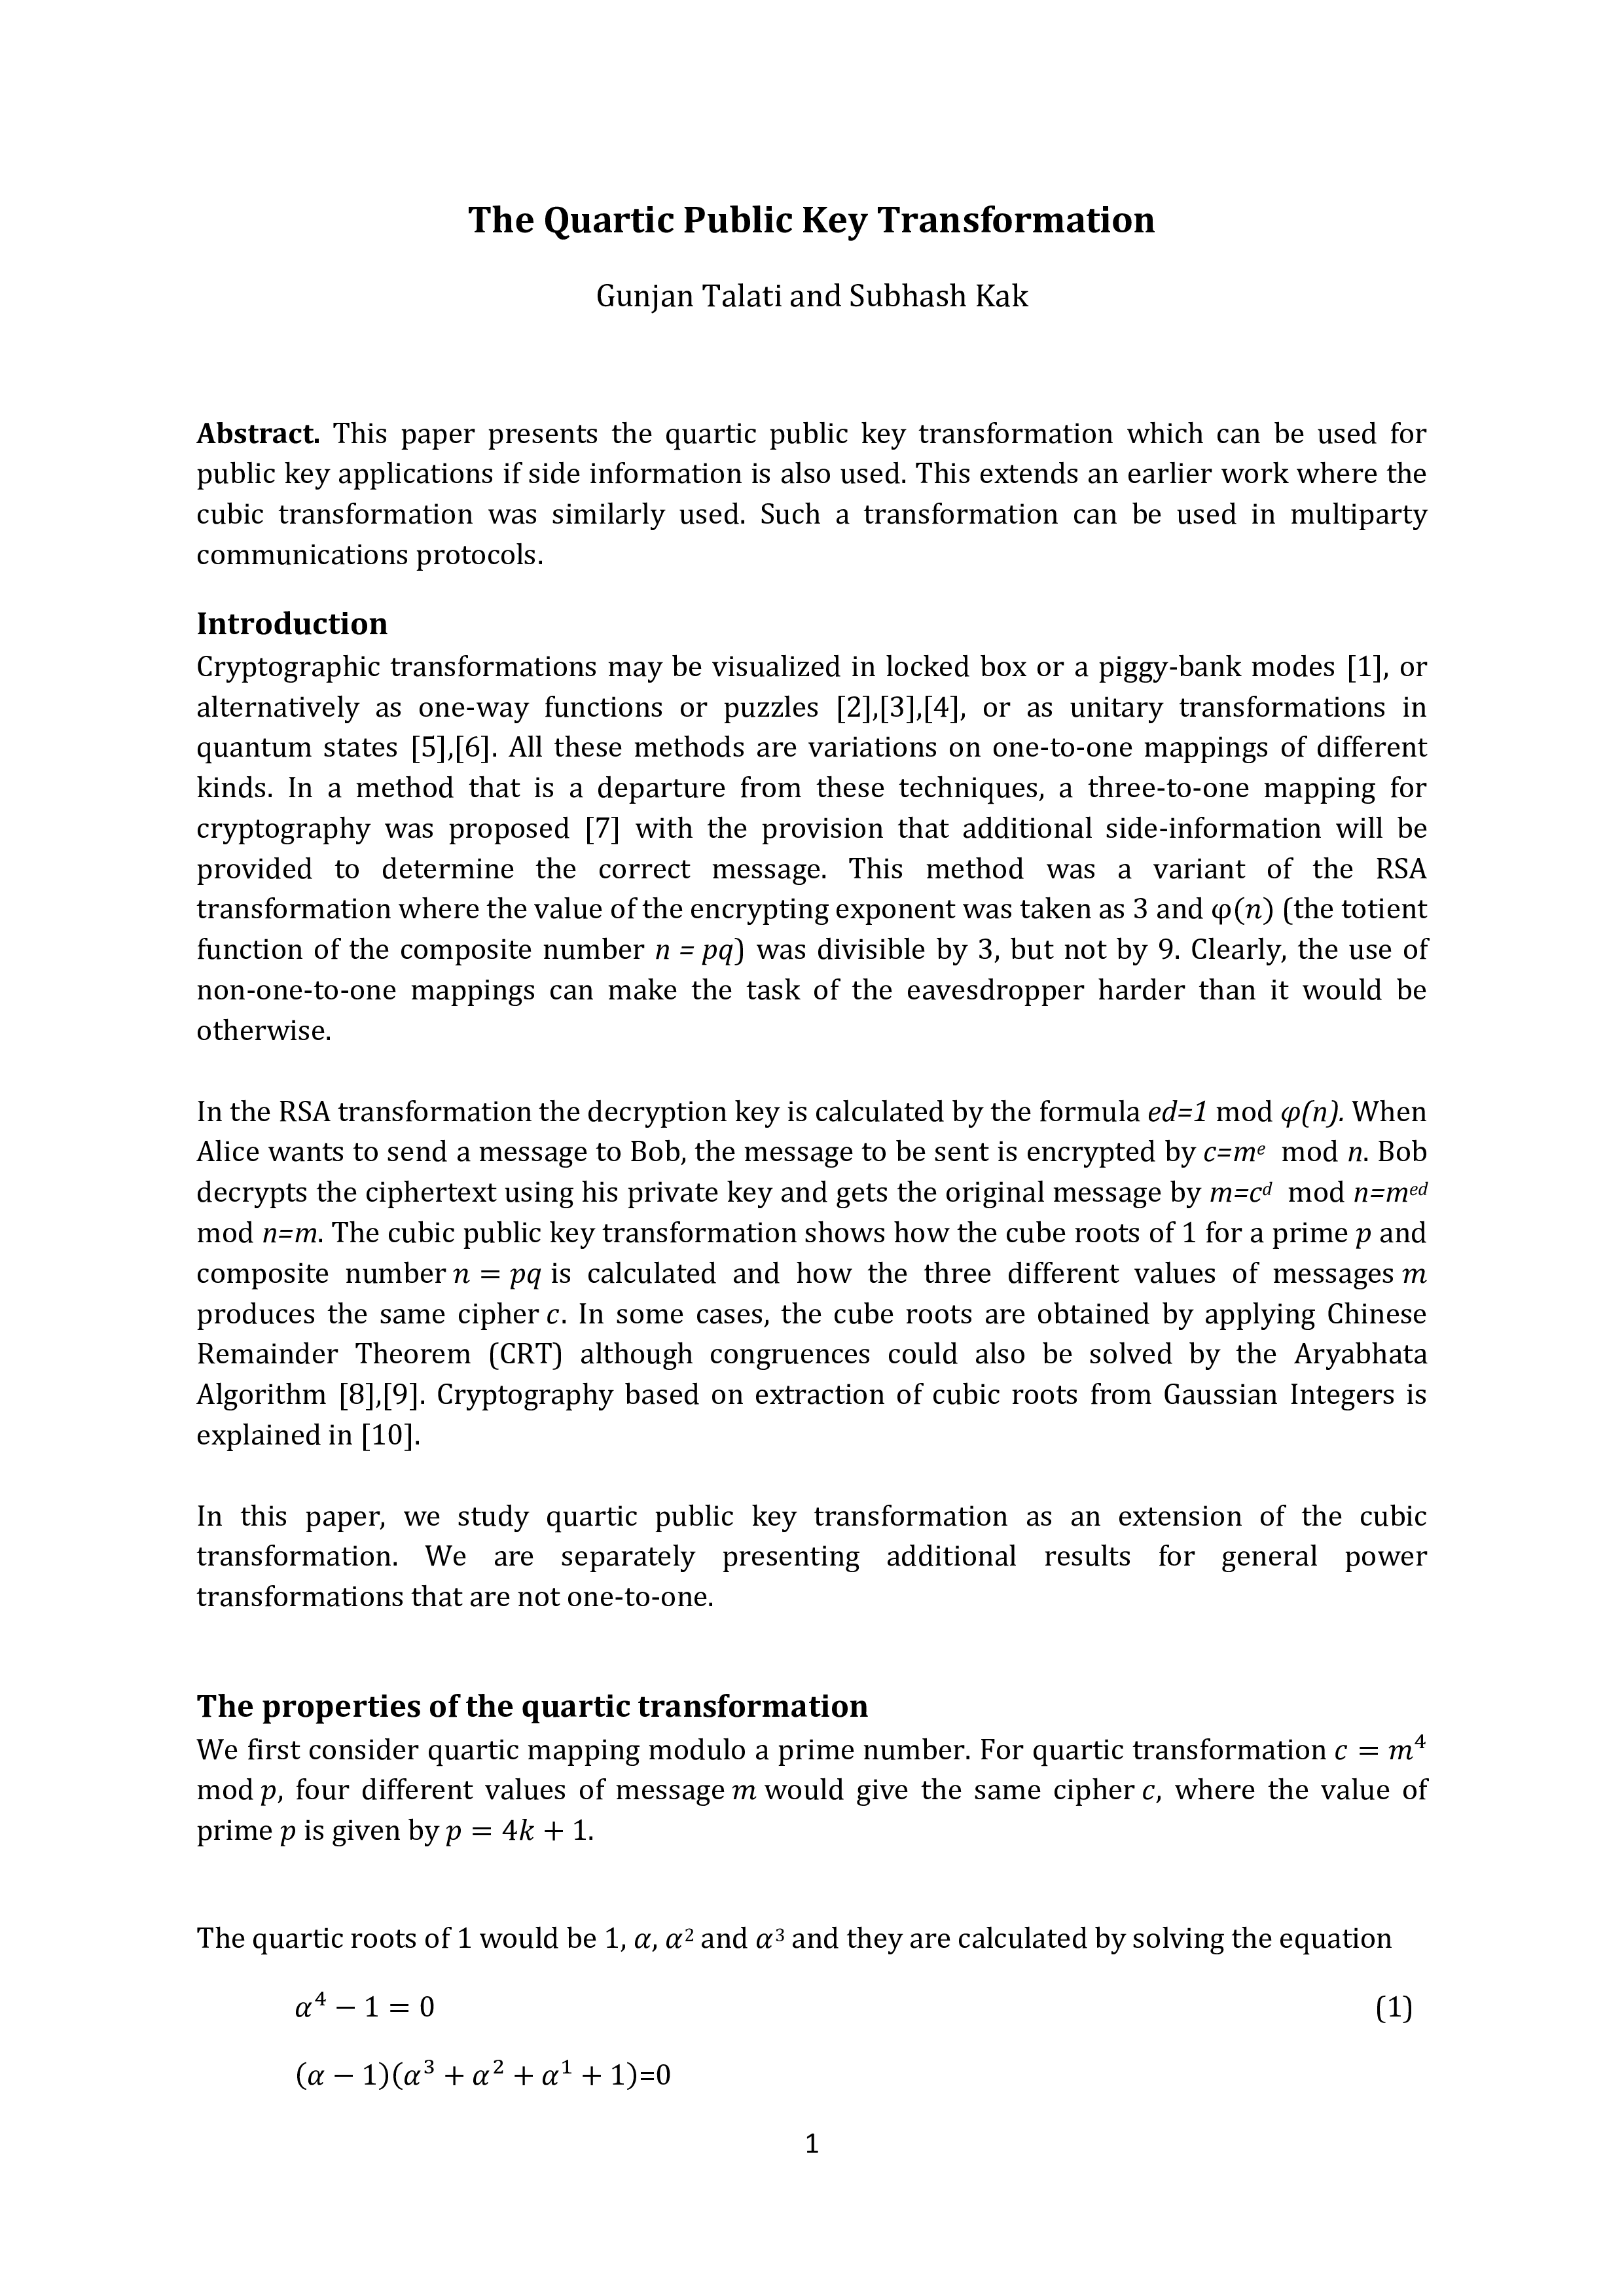 The Quartic Public Key Transformation
Gunjan Talati and Subhash Kak
Abstract. This paper presents the quartic public key transformation which can be used for
public key applications if side information is also used. This extends an earlier work where the
cubic transformation was similarly used. Such a transformation can be used in multiparty
communications protocols.
Introduction
Cryptographic transformations may be visualized in locked box or a piggy-bank modes [1], or
alternatively as one-way functions or puzzles [2],[3],[4], or as unitary transformations in
quantum states [5],[6]. All these methods are variations on one-to-one mappings of different
kinds. In a method that is a departure from these techniques, a three-to-one mapping for
cryptography was proposed [7] with the provision that additional side-information will be
provided to determine the correct message. This method was a variant of the RSA
transformation where the value of the encrypting exponent was taken as 3 and φ(n) (the totient
function of the composite number n = pq) was divisible by 3, but not by 9. Clearly, the use of
non-one-to-one mappings can make the task of the eavesdropper harder than it would be
otherwise.
In the RSA transformation the decryption key is calculated by the formula ed=1 mod φ(n). When
Alice wants to send a message to Bob, the message to be sent is encrypted by c=mᵉ mod n. Bob
decrypts the ciphertext using his private key and gets the original message by m=cᵈ mod n=mᵉᵈ
mod n=m. The cubic public key transformation shows how the cube roots of 1 for a prime p and
composite number n = pq is calculated and how the three different values of messages m
produces the same cipher c. In some cases, the cube roots are obtained by applying Chinese
Remainder Theorem (CRT) although congruences could also be solved by the Aryabhata
Algorithm [8],[9]. Cryptography based on extraction of cubic roots from Gaussian Integers is
explained in [10].
In this paper, we study quartic public key transformation as an extension of the cubic
transformation. We are separately presenting additional results for general power
transformations that are not one-to-one.
The properties of the quartic transformation
We first consider quartic mapping modulo a prime number. For quartic transformation c = m⁴
mod p, four different values of message m would give the same cipher c, where the value of
prime p is given by p = 4k + 1.
The quartic roots of 1 would be 1, α, α² and α³ and they are calculated by solving the equation
α⁴ − 1 = 0 (1)
(α − 1)(α³ + α² + α¹ + 1)=0
1